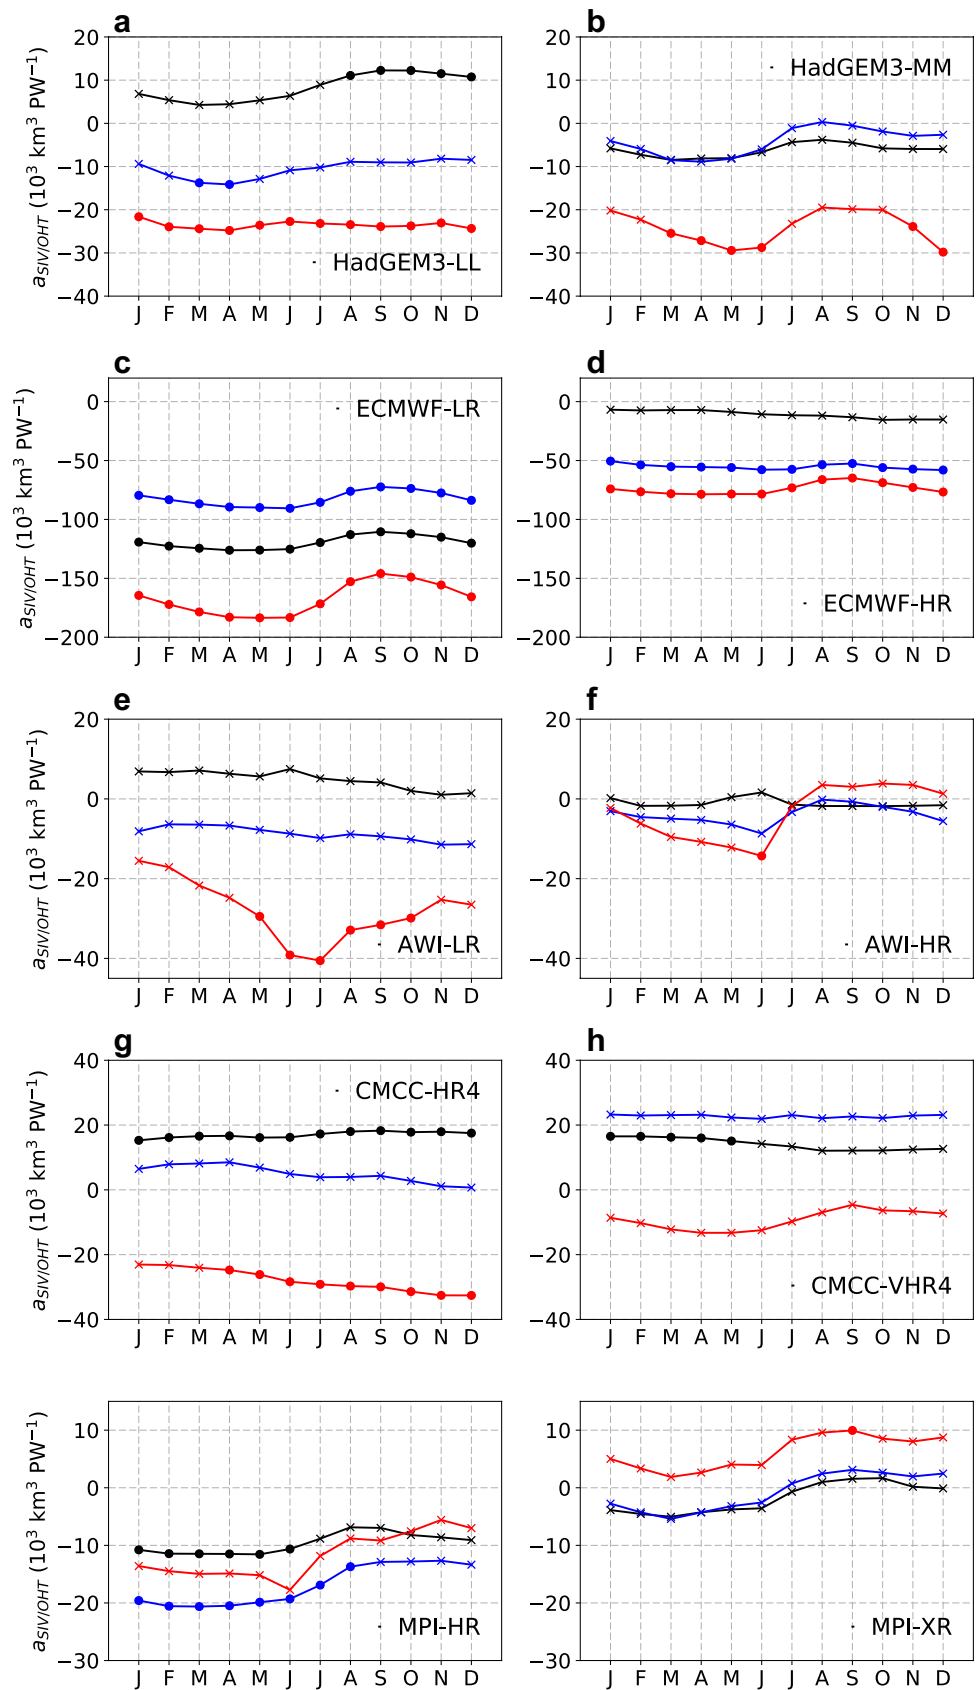 a
b
20
10
0
−10
−20
−30
−40
a_SIV/OHT (10³ km³ PW⁻¹)
HadGEM3-LL
J F M A M J J A S O N D
20
10
0
−10
−20
−30
−40
HadGEM3-MM
J F M A M J J A S O N D
c
d
0
−50
−100
−150
−200
a_SIV/OHT (10³ km³ PW⁻¹)
ECMWF-LR
J F M A M J J A S O N D
0
−50
−100
−150
−200
ECMWF-HR
J F M A M J J A S O N D
e
f
20
0
−20
−40
a_SIV/OHT (10³ km³ PW⁻¹)
AWI-LR
J F M A M J J A S O N D
20
0
−20
−40
AWI-HR
J F M A M J J A S O N D
g
h
40
20
0
−20
−40
a_SIV/OHT (10³ km³ PW⁻¹)
CMCC-HR4
J F M A M J J A S O N D
40
20
0
−20
−40
CMCC-VHR4
J F M A M J J A S O N D
10
0
−10
−20
−30
a_SIV/OHT (10³ km³ PW⁻¹)
MPI-HR
J F M A M J J A S O N D
10
0
−10
−20
−30
MPI-XR
J F M A M J J A S O N D